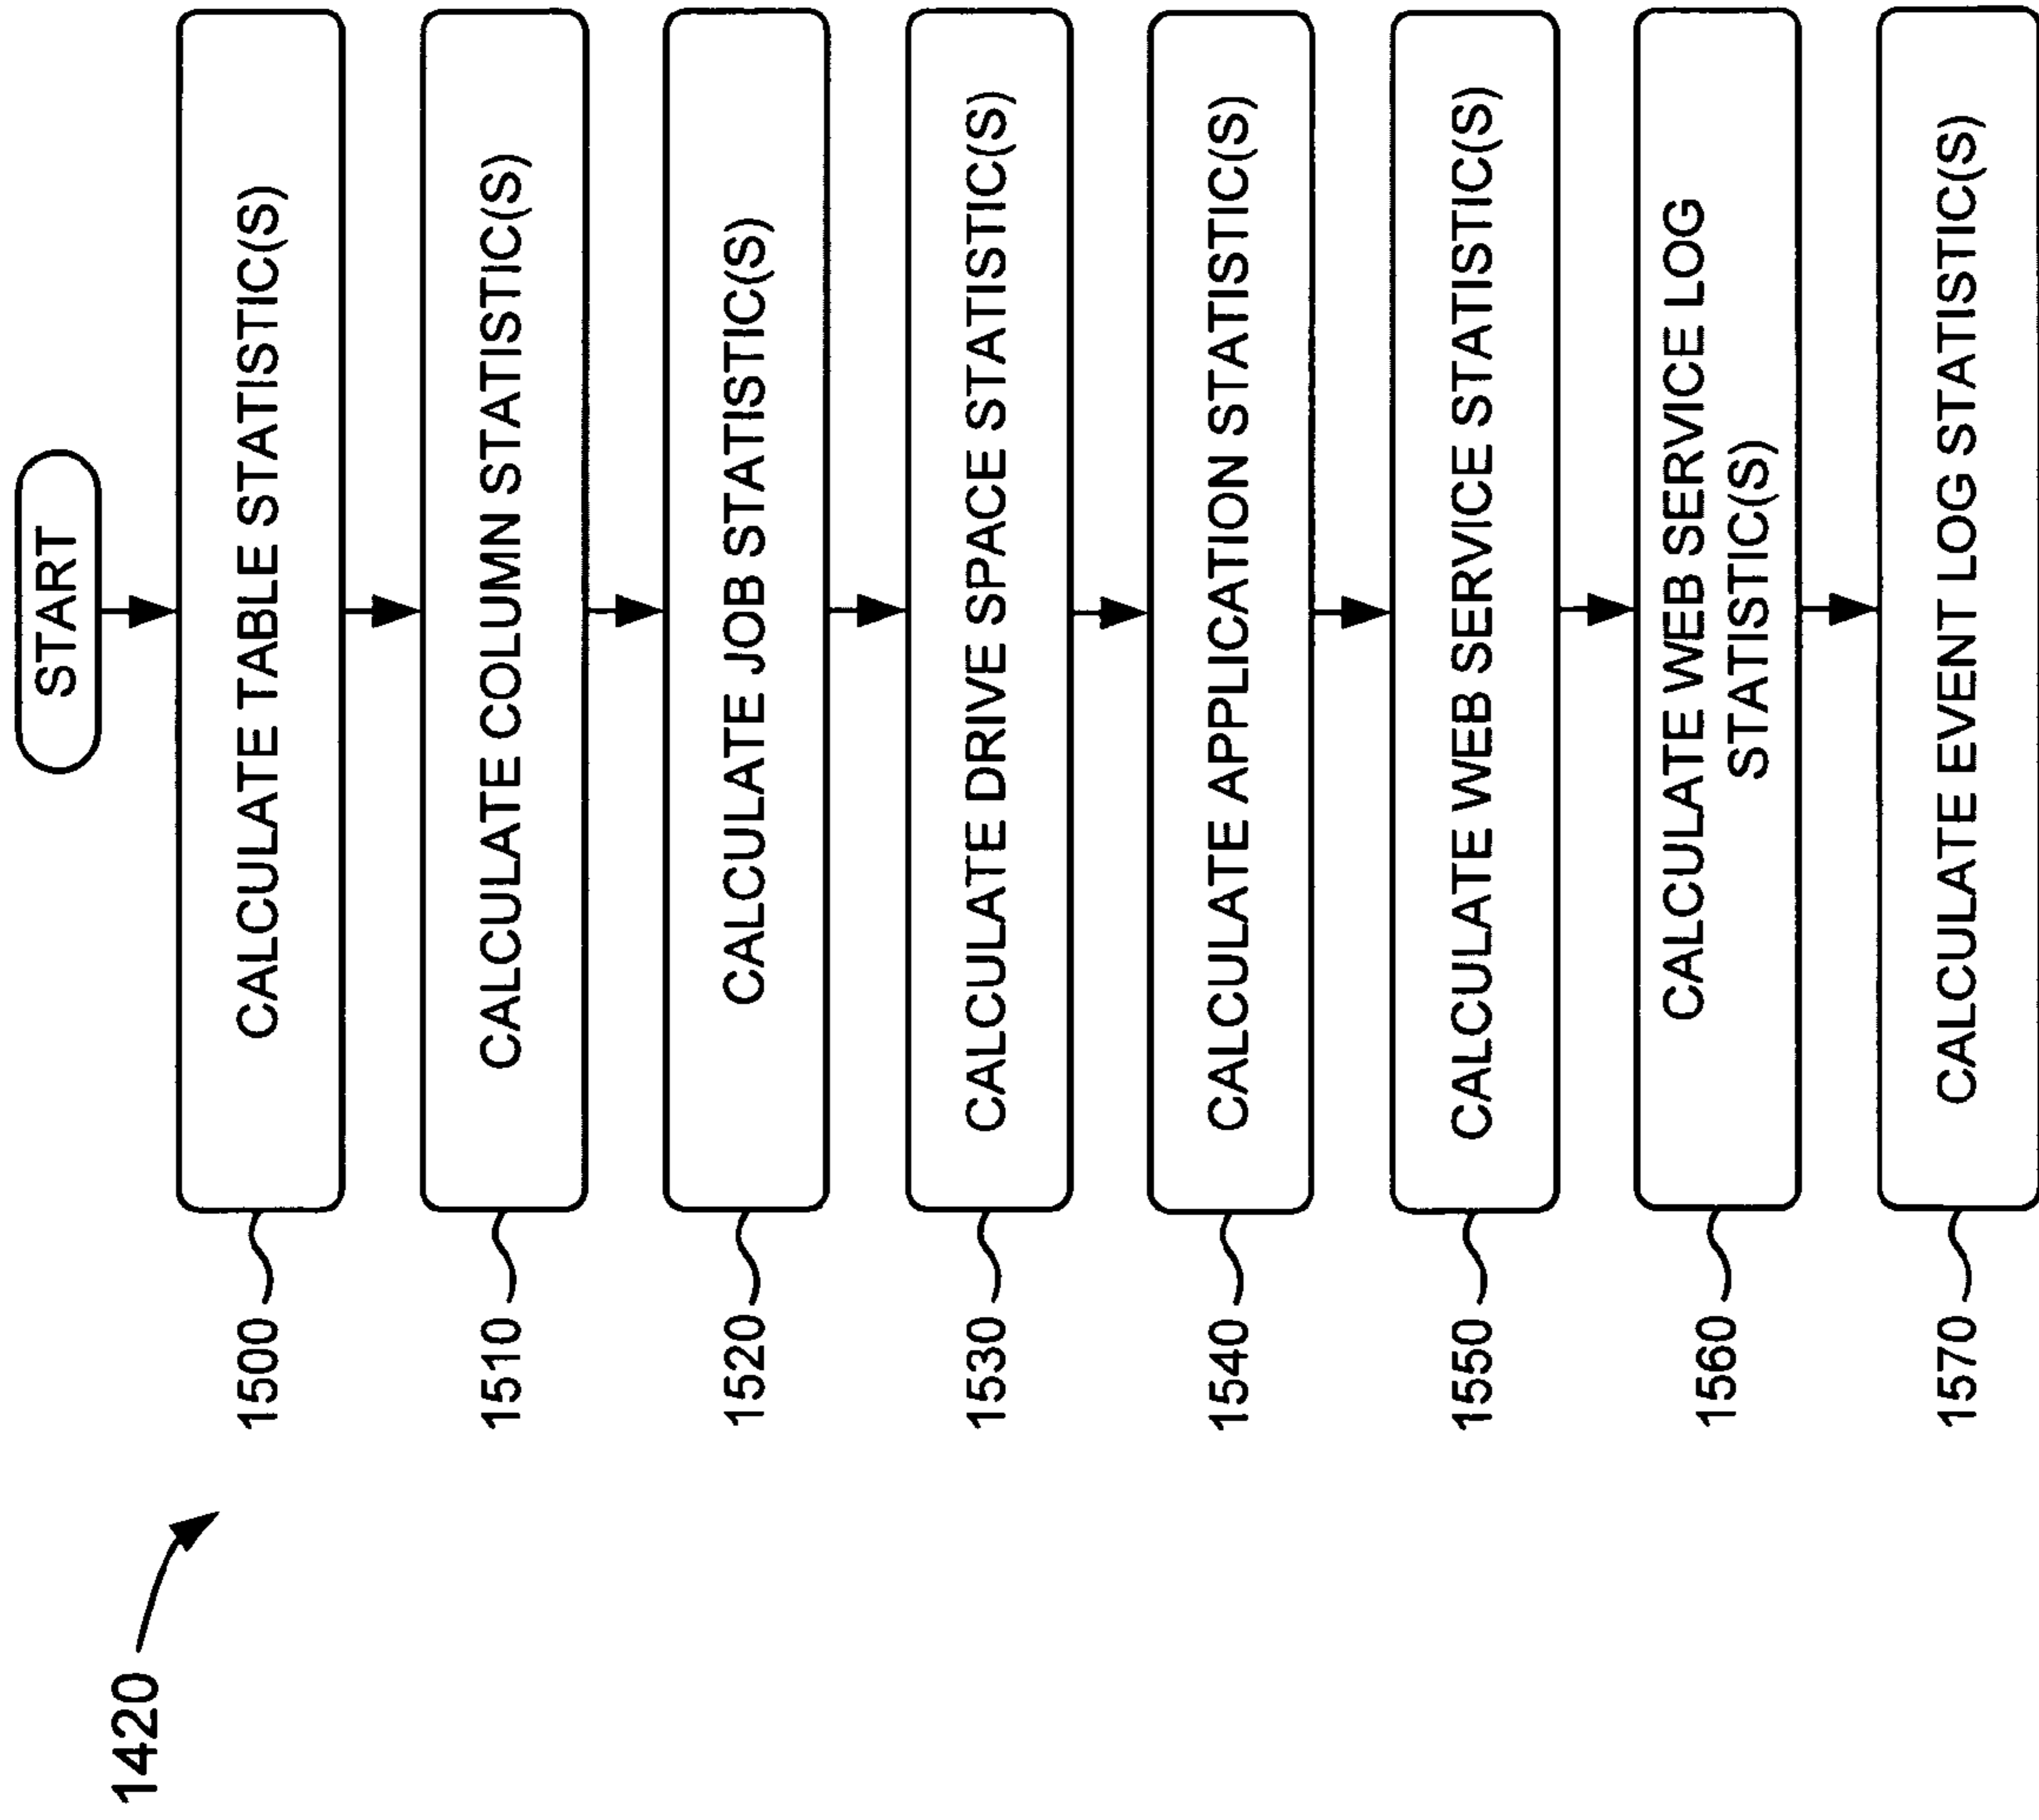 1420
START
1500
CALCULATE TABLE STATISTIC(S)
1510
CALCULATE COLUMN STATISTIC(S)
1520
CALCULATE JOB STATISTIC(S)
1530
CALCULATE DRIVE SPACE STATISTIC(S)
1540
CALCULATE APPLICATION STATISTIC(S)
1550
CALCULATE WEB SERVICE STATISTIC(S)
1560
CALCULATE WEB SERVICE LOG
STATISTIC(S)
1570
CALCULATE EVENT LOG STATISTIC(S)